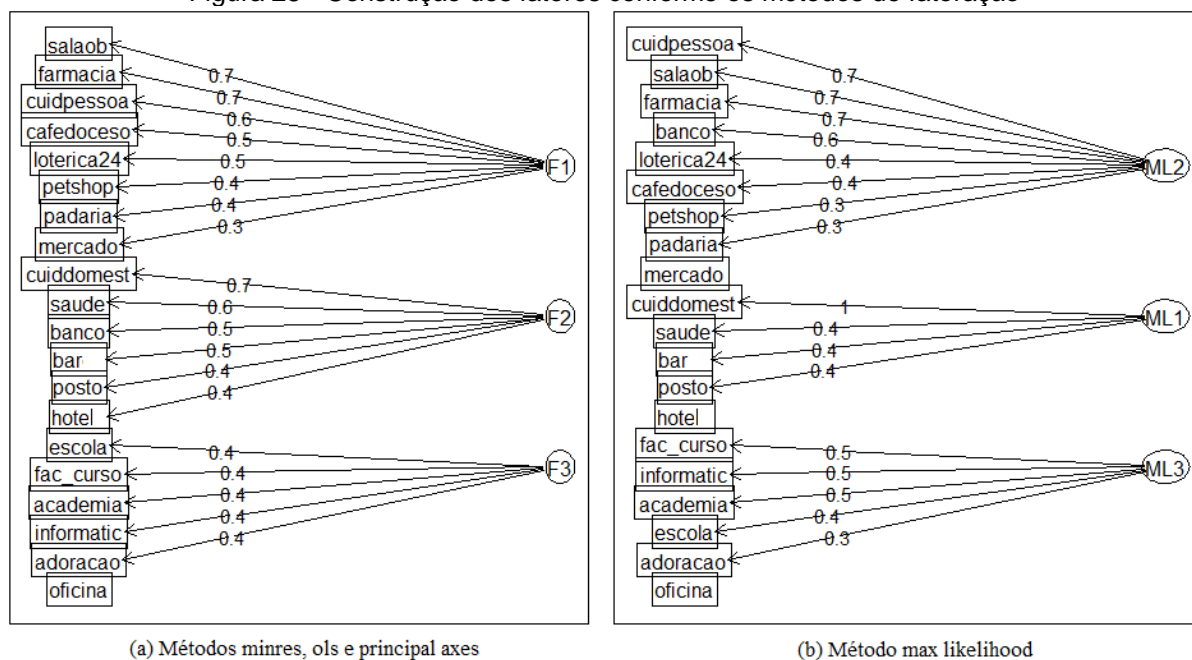 Figura - Construção dos fatores conforme os métodos de fatoração
salaob
farmacia
cuidpessoa
cafedoceso
loterica24
petshop
padaria
mercado
cuiddomest
saude
banco
bar
posto
hotel
escola
fac_curso
academia
informatic
adoracao
oficina
0.7
0.7
0.6
0.5
0.5
0.4
0.4
0.3
0.7
0.6
0.5
0.5
0.4
0.4
0.4
0.4
0.4
0.4
0.4
F1
F2
F3
(a) Métodos minres, ols e principal axes
cuidpessoa
salaob
farmacia
banco
loterica24
cafedoceso
petshop
padaria
mercado
cuiddomest
saude
bar
posto
hotel
fac_curso
informatic
academia
escola
adoracao
oficina
0.7
0.7
0.7
0.6
0.4
0.4
0.3
0.3
1
0.4
0.4
0.4
0.5
0.5
0.5
0.4
0.3
ML2
ML1
ML3
(b) Método max likelihood